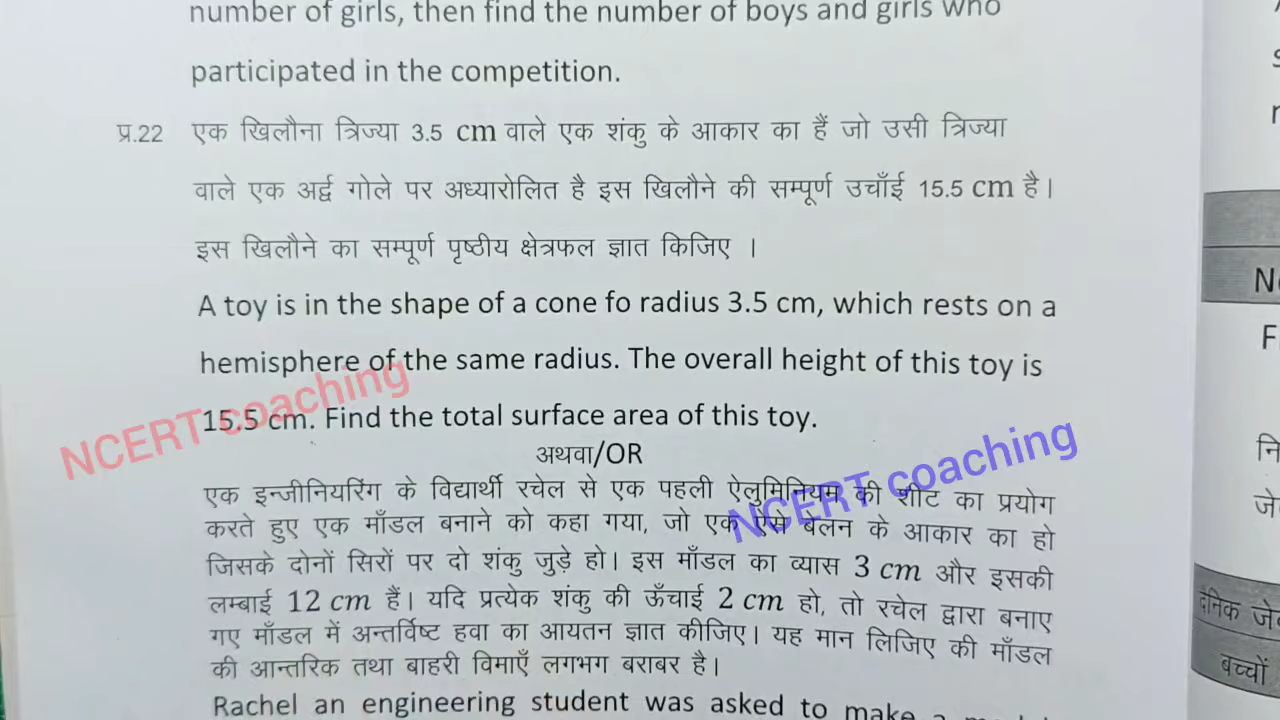 number of girls, then find the number of boys and girls who
participated in the competition.
प्र.22 एक खिलौना त्रिज्या 3.5 cm वाले एक शंकु के आकार का हैं जो उसी त्रिज्या
वाले एक अर्द्व गोले पर अध्यारोलित है इस खिलौने की सम्पूर्ण उचाँई 15.5 cm है।
इस खिलौने का सम्पूर्ण पृष्ठीय क्षेत्रफल ज्ञात किजिए ।
A toy is in the shape of a cone fo radius 3.5 cm, which rests on a
hemisphere of the same radius. The overall height of this toy is
15.5 cm. Find the total surface area of this toy.
NCERT coaching
अथवा/OR
NCERT coaching
एक इन्जीनियरिंग के विद्यार्थी रचेल से एक पहली ऐलुमिनियम की शीट का प्रयोग
करते हुए एक माँडल बनाने को कहा गया, जो एक ऐसे बेलन के आकार का हो
जिसके दोनों सिरों पर दो शंकु जुड़े हो। इस माँडल का व्यास 3 cm और इसकी
लम्बाई 12 cm हैं। यदि प्रत्येक शंकु की ऊँचाई 2 cm हो, तो रचेल द्वारा बनाए
गए माँडल में अन्तर्विष्ट हवा का आयतन ज्ञात कीजिए। यह मान लिजिए की माँडल
की आन्तरिक तथा बाहरी विमाएँ लगभग बराबर है।
Rachel an engineering student was asked to make a
दैनिक
बच्चों